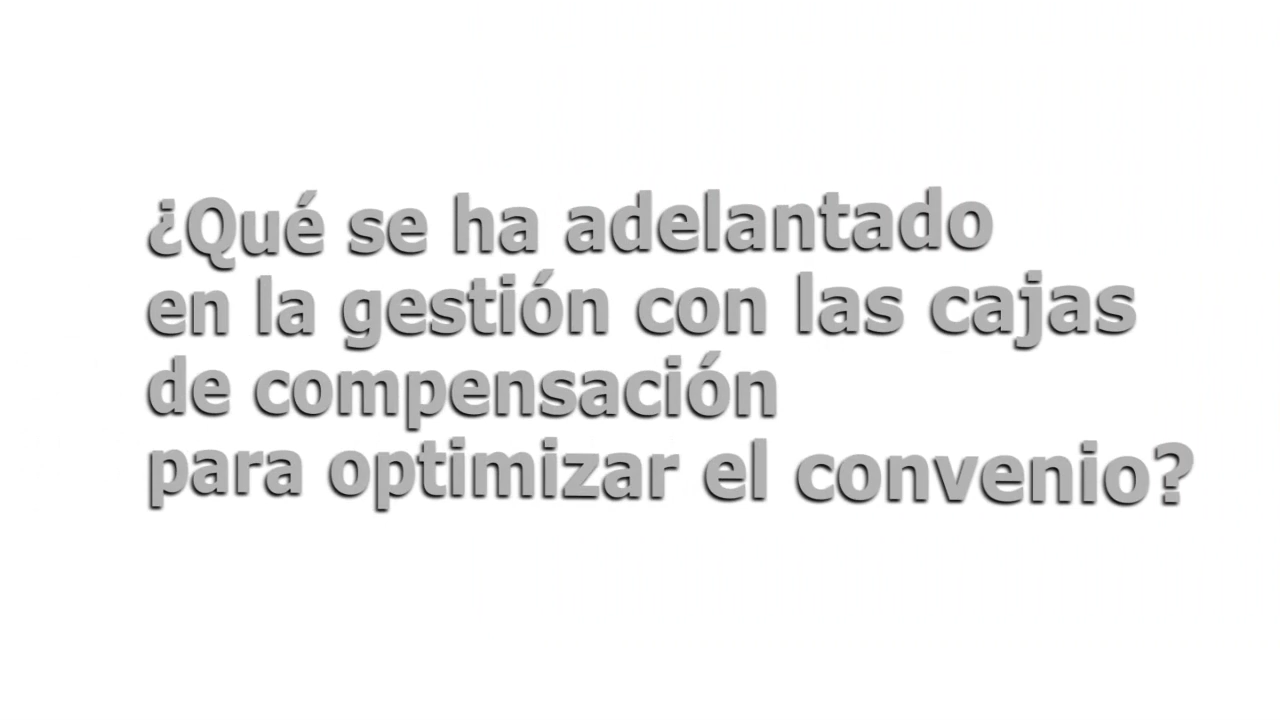 ¿Qué se ha adelantado
en la gestión con las cajas
de compensación
para optimizar el convenio?